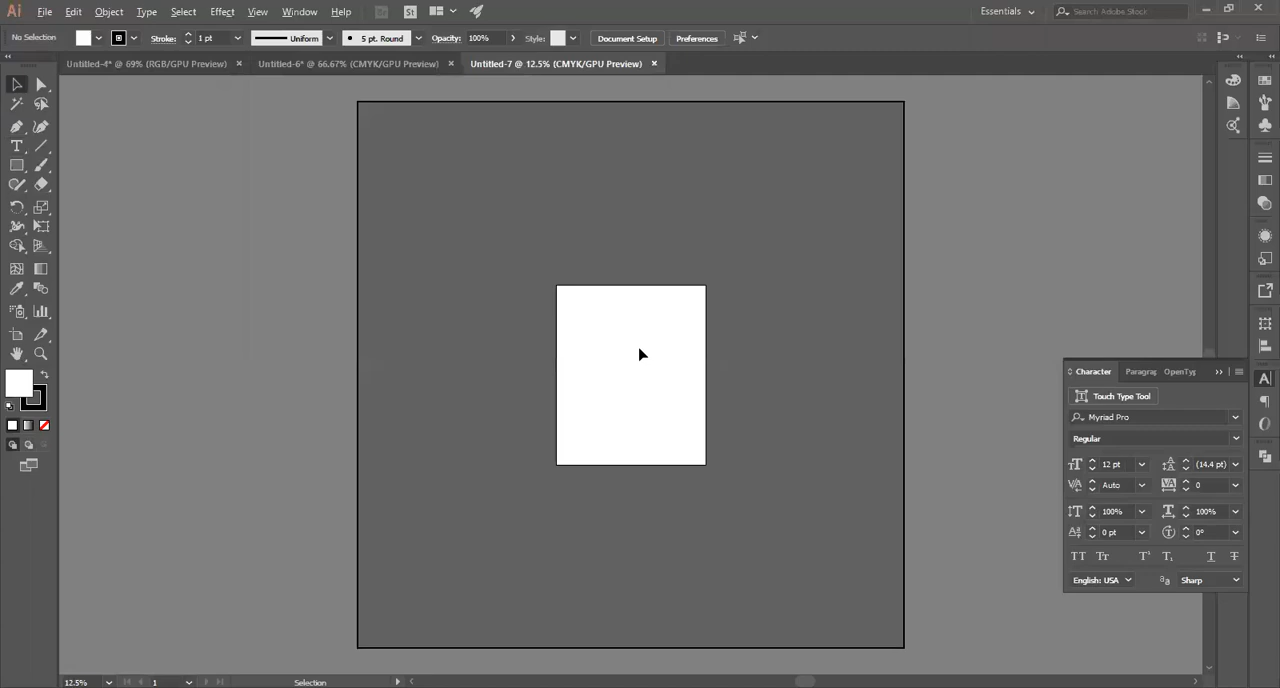 Ai File Edit Object Type Select Effect View Window Help Br St Essentials Search Adobe Stock
No Selection Stroke: 1 pt Uniform 5 pt. Round Opacity: 100% Style: Document Setup Preferences
Untitled-4* @ 69% (RGB/GPU Preview) Untitled-6* @ 66.67% (CMYK/GPU Preview) Untitled-7 @ 12.5% (CMYK/GPU Preview)
Character Paragra OpenTyp
Touch Type Tool
Myriad Pro
Regular
12 pt (14.4 pt)
Auto 0
100% 100%
0 pt 0°
English: USA Sharp
12.5% 1 Selection